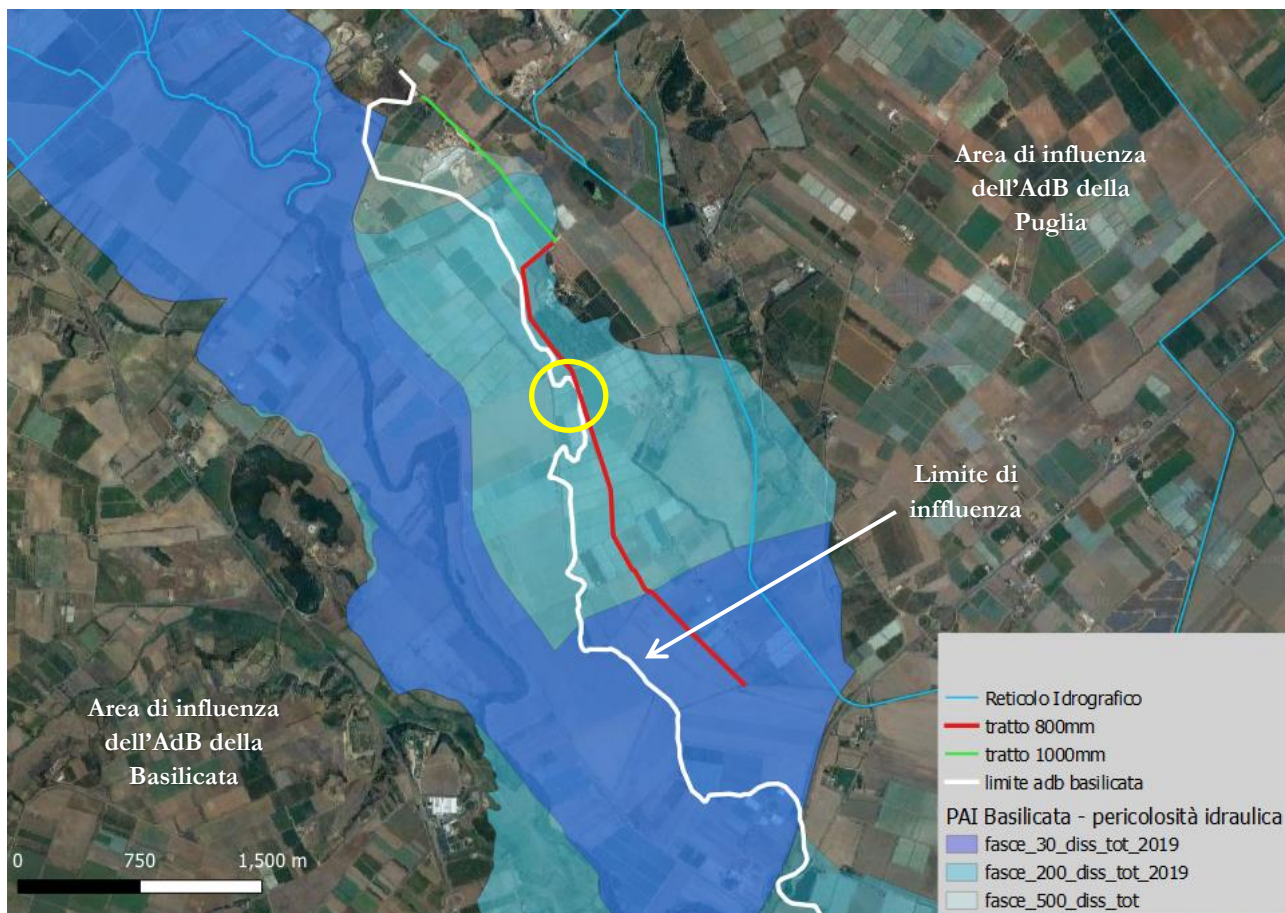 Area di influenza
dell'AdB della
Puglia
Limite di
inffluenza
Area di influenza
dell'AdB della
Basilicata
0 750 1,500 m
Reticolo Idrografico
tratto 800mm
tratto 1000mm
limite adb basilicata
PAI Basilicata - pericolosità idraulica
fasce_30_diss_tot_2019
fasce_200_diss_tot_2019
fasce_500_diss_tot